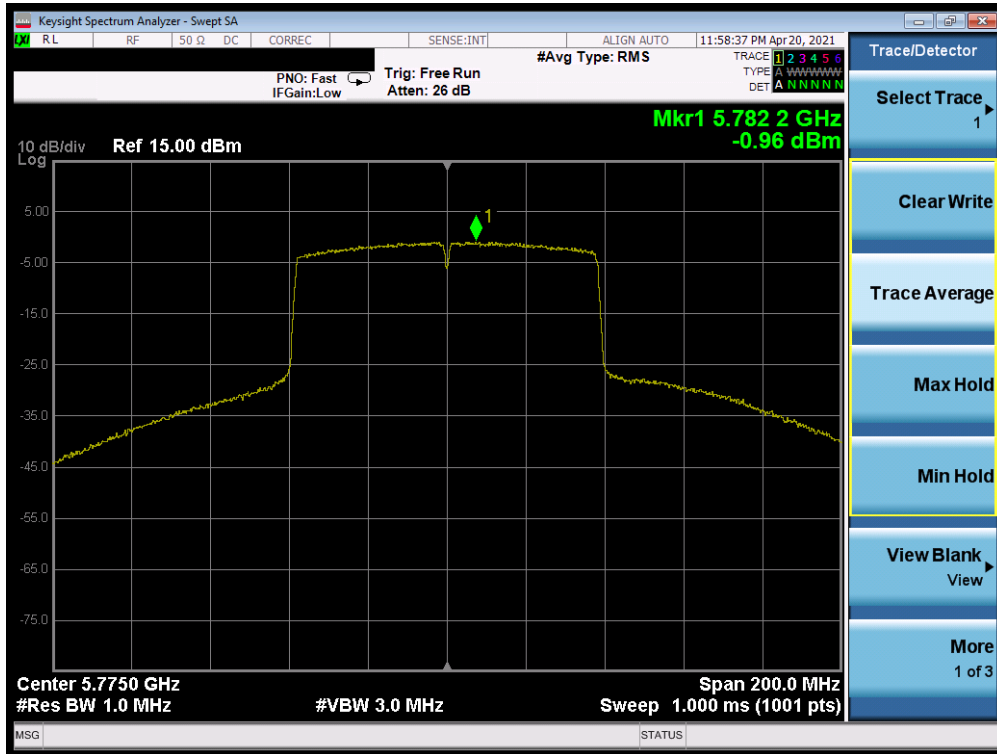 Keysight Spectrum Analyzer - Swept SA
LXI RL RF 50 Ω DC CORREC SENSE:INT ALIGN AUTO 11:58:37 PM Apr 20, 2021
#Avg Type: RMS
TRACE 1 2 3 4 5 6
TYPE A WWWWW
DET A N N N N N
PNO: Fast
IFGain:Low
Trig: Free Run
Atten: 26 dB
Mkr1 5.782 2 GHz
-0.96 dBm
10 dB/div
Log
Ref 15.00 dBm
1
5.00
-5.00
-15.0
-25.0
-35.0
-45.0
-55.0
-65.0
-75.0
Center 5.7750 GHz
Span 200.0 MHz
#Res BW 1.0 MHz
#VBW 3.0 MHz
Sweep 1.000 ms (1001 pts)
MSG
STATUS
Trace/Detector
Select Trace
1
Clear Write
Trace Average
Max Hold
Min Hold
View Blank
View
More
1 of 3